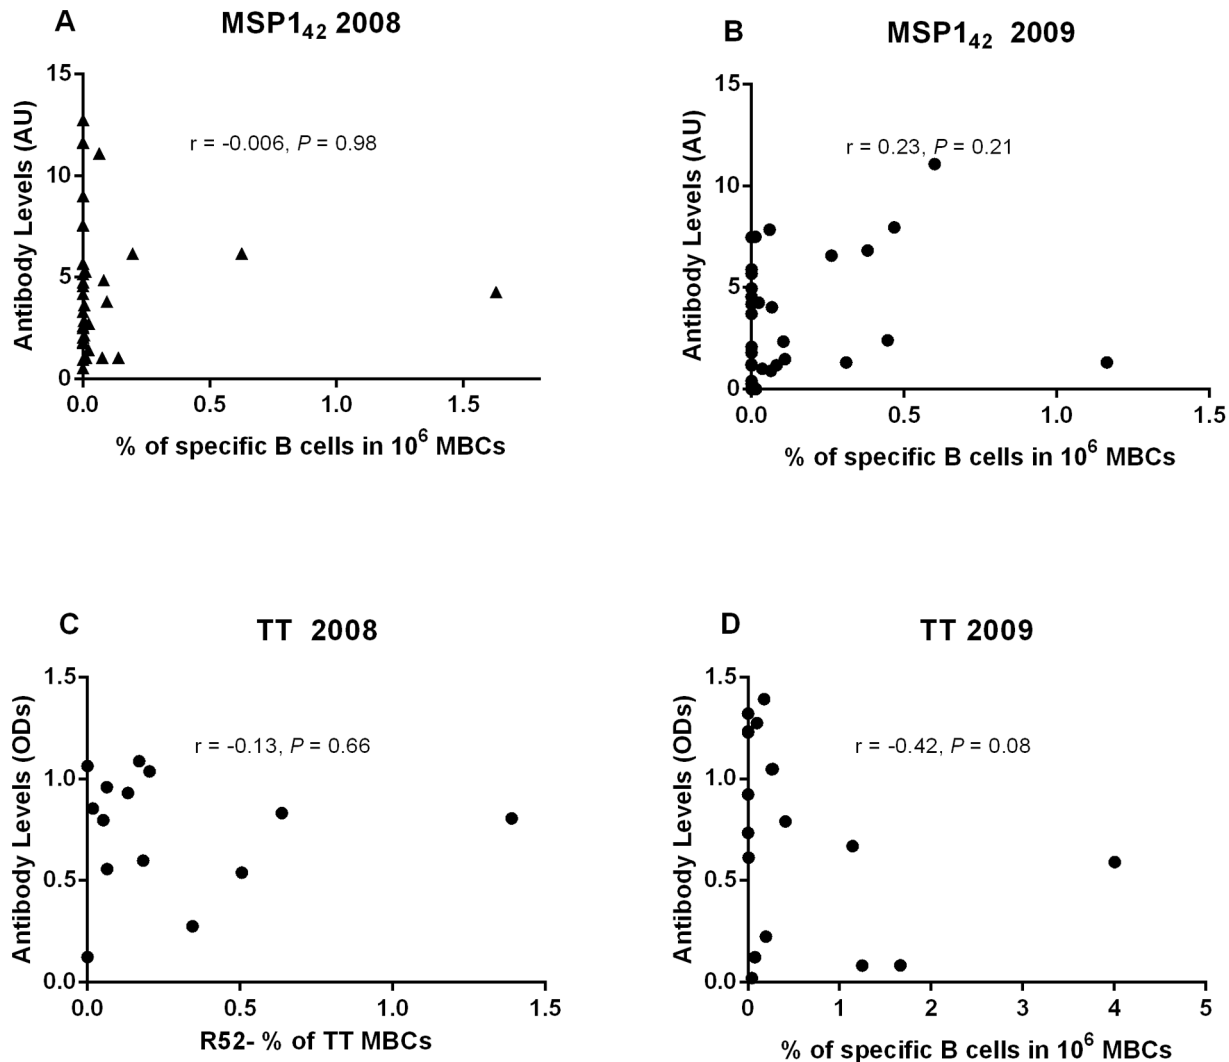 A
MSP1₄₂ 2008
15
10
5
0
Antibody Levels (AU)
r = -0.006, P = 0.98
0.0 0.5 1.0 1.5
% of specific B cells in 10⁶ MBCs
B
MSP1₄₂ 2009
15
10
5
0
Antibody Levels (AU)
r = 0.23, P = 0.21
0.0 0.5 1.0 1.5
% of specific B cells in 10⁶ MBCs
C
TT 2008
1.5
1.0
0.5
0.0
Antibody Levels (ODs)
r = -0.13, P = 0.66
0.0 0.5 1.0 1.5
R52- % of TT MBCs
D
TT 2009
1.5
1.0
0.5
0.0
Antibody Levels (ODs)
r = -0.42, P = 0.08
0 1 2 3 4 5
% of specific B cells in 10⁶ MBCs